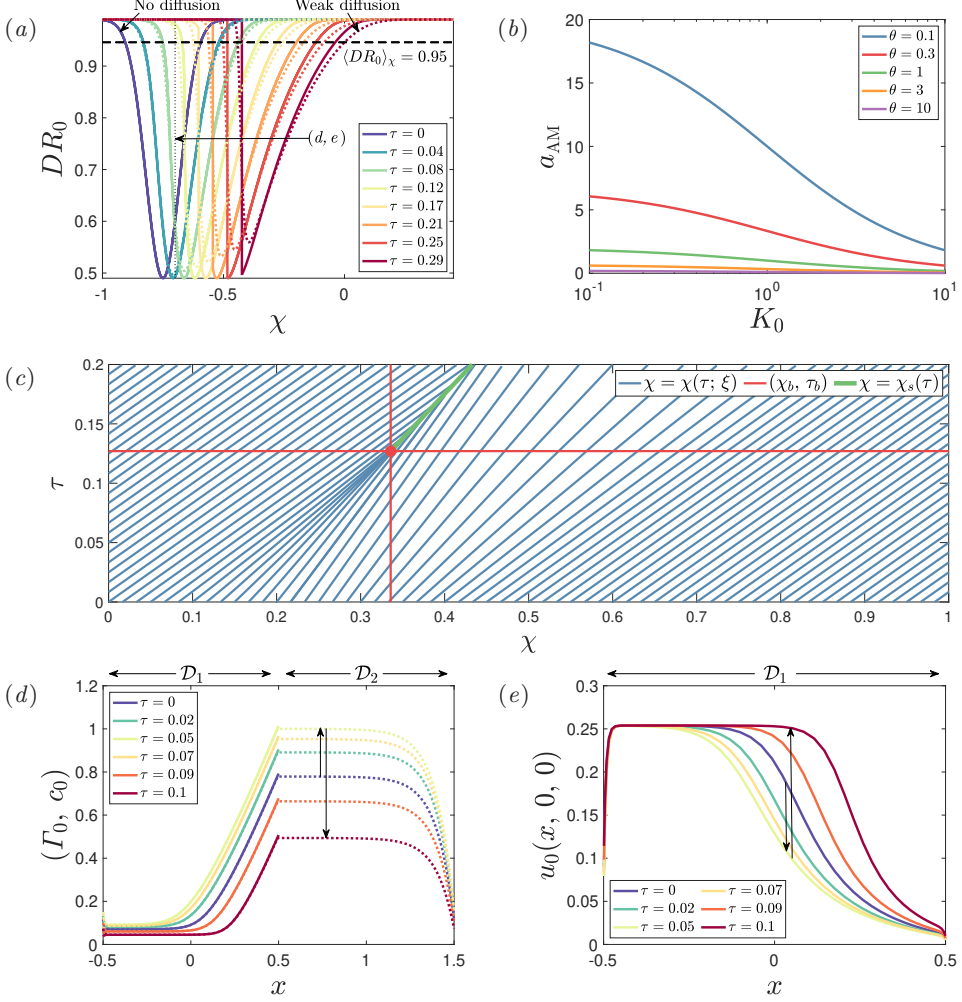 (a)
No diffusion
Weak diffusion
⟨DR₀⟩χ = 0.95
(d, e)
τ = 0
τ = 0.04
τ = 0.08
τ = 0.12
τ = 0.17
τ = 0.21
τ = 0.25
τ = 0.29
0.9
0.8
0.7
0.6
0.5
DR₀
-1
-0.5
0
χ
(b)
θ = 0.1
θ = 0.3
θ = 1
θ = 3
θ = 10
20
15
10
5
0
a_AM
10⁻¹
10⁰
10¹
K₀
(c)
χ = χ(τ; ξ)
(χ_b, τ_b)
χ = χ_s(τ)
0.2
0.15
0.1
0.05
0
τ
0 0.1 0.2 0.3 0.4 0.5 0.6 0.7 0.8 0.9 1
χ
(d)
𝒟₁
𝒟₂
τ = 0
τ = 0.02
τ = 0.05
τ = 0.07
τ = 0.09
τ = 0.1
1.2
1
0.8
0.6
0.4
0.2
0
(Γ₀, c₀)
-0.5 0 0.5 1 1.5
x
(e)
𝒟₁
0.3
0.25
0.20
0.15
0.10
0.05
0
u₀(x, 0, 0)
τ = 0
τ = 0.02
τ = 0.05
τ = 0.07
τ = 0.09
τ = 0.1
-0.5 0 0.5
x